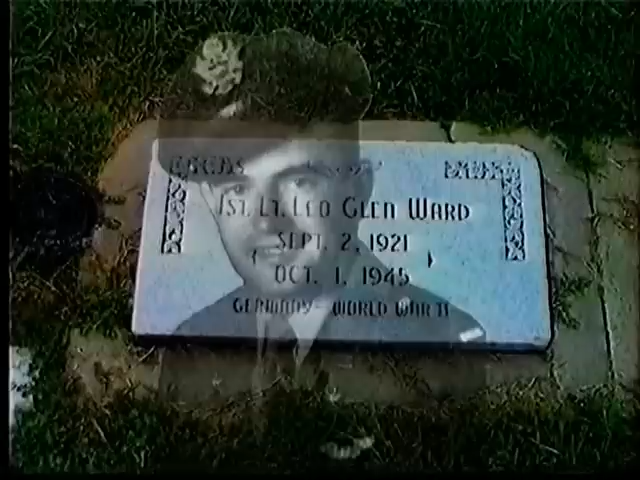 1st. Lt. Leo Glen Ward
Sept. 2, 1921
Oct. 1, 1945
Germany - World War II